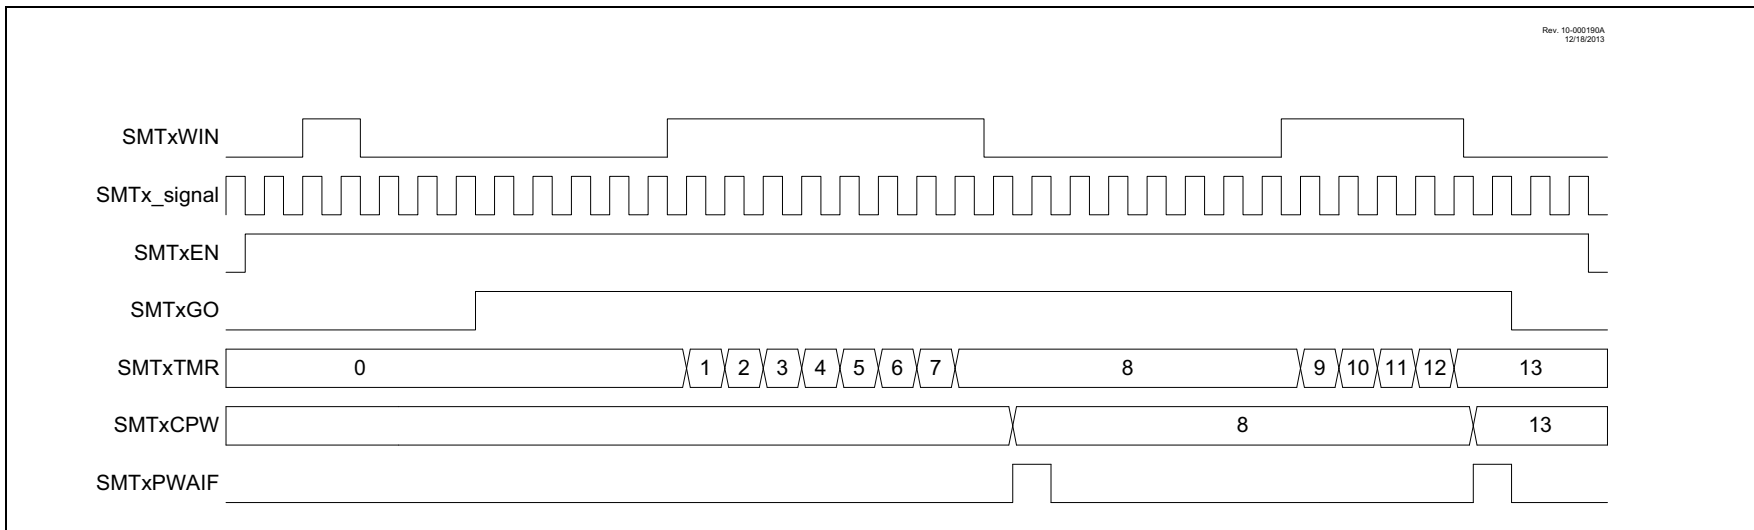 Rev. 10-000190A
12/18/2013
SMTxWIN
SMTx_signal
SMTxEN
SMTxGO
SMTxTMR 0 1 2 3 4 5 6 7 8 9 10 11 12 13
SMTxCPW 8 13
SMTxPWAIF